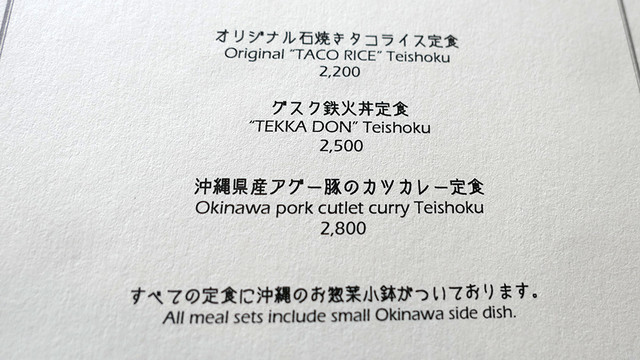 オリジナル石焼きタコライス定食
Original “TACO RICE” Teishoku
2,200
グスク鉄火丼定食
“TEKKA DON” Teishoku
2,500
沖縄県産アグー豚のカツカレー定食
Okinawa pork cutlet curry Teishoku
2,800
すべての定食に沖縄のお惣菜小鉢がついております。
All meal sets include small Okinawa side dish.